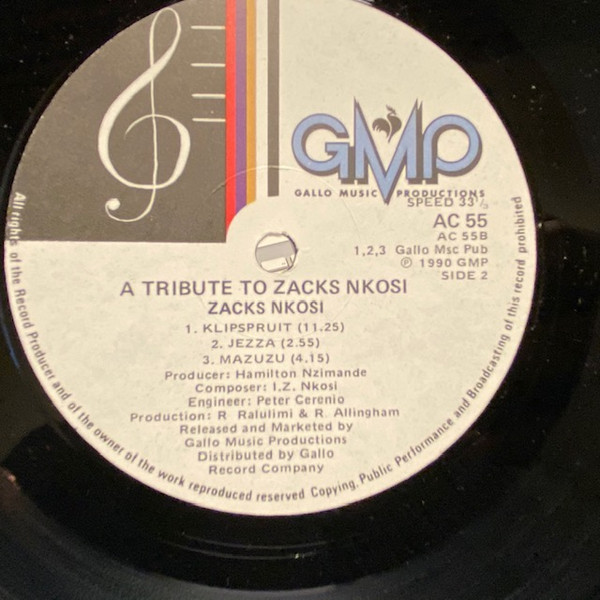 GMP
GALLO MUSIC PRODUCTIONS
SPEED 33⅓
AC 55
AC 55B
1,2,3 Gallo Msc Pub
℗ 1990 GMP
SIDE 2
A TRIBUTE TO ZACKS NKOSI
ZACKS NKOSI
1. KLIPSPRUIT (11.25)
2. JEZZA (2.55)
3. MAZUZU (4.15)
Producer: Hamilton Nzimande
Composer: I.Z. Nkosi
Engineer: Peter Cerenio
Production: R Ralulimi & R. Allingham
Released and Marketed by
Gallo Music Productions
Distributed by Gallo
Record Company
All rights of the Record Producer and of the owner of the work reproduced reserved Copying, Public Performance and Broadcasting of this record prohibited